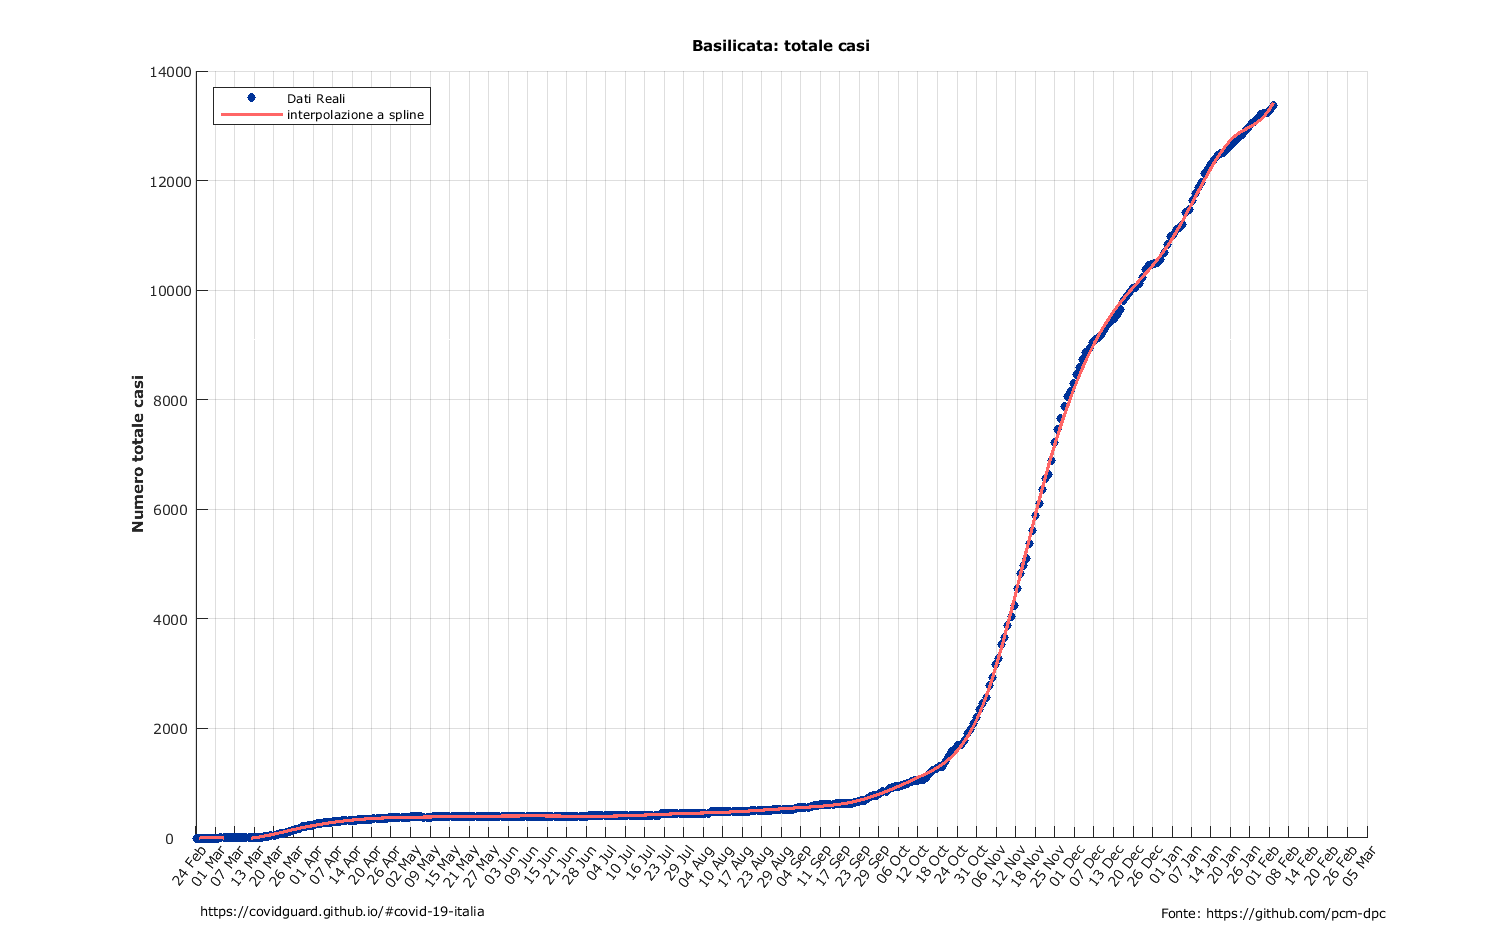 Basilicata: totale casi
14000
12000
10000
8000
6000
4000
2000
0
Numero totale casi
Dati Reali
interpolazione a spline
24 Feb
01 Mar
07 Mar
13 Mar
20 Mar
26 Mar
01 Apr
07 Apr
14 Apr
20 Apr
26 Apr
02 May
09 May
15 May
21 May
27 May
03 Jun
09 Jun
15 Jun
21 Jun
28 Jun
04 Jul
10 Jul
16 Jul
23 Jul
29 Jul
04 Aug
10 Aug
17 Aug
23 Aug
29 Aug
04 Sep
11 Sep
17 Sep
23 Sep
29 Sep
06 Oct
12 Oct
18 Oct
24 Oct
31 Oct
06 Nov
12 Nov
18 Nov
25 Nov
01 Dec
07 Dec
13 Dec
20 Dec
26 Dec
01 Jan
07 Jan
14 Jan
20 Jan
26 Jan
01 Feb
08 Feb
14 Feb
20 Feb
26 Feb
05 Mar
https://covidguard.github.io/#covid-19-italia
Fonte: https://github.com/pcm-dpc